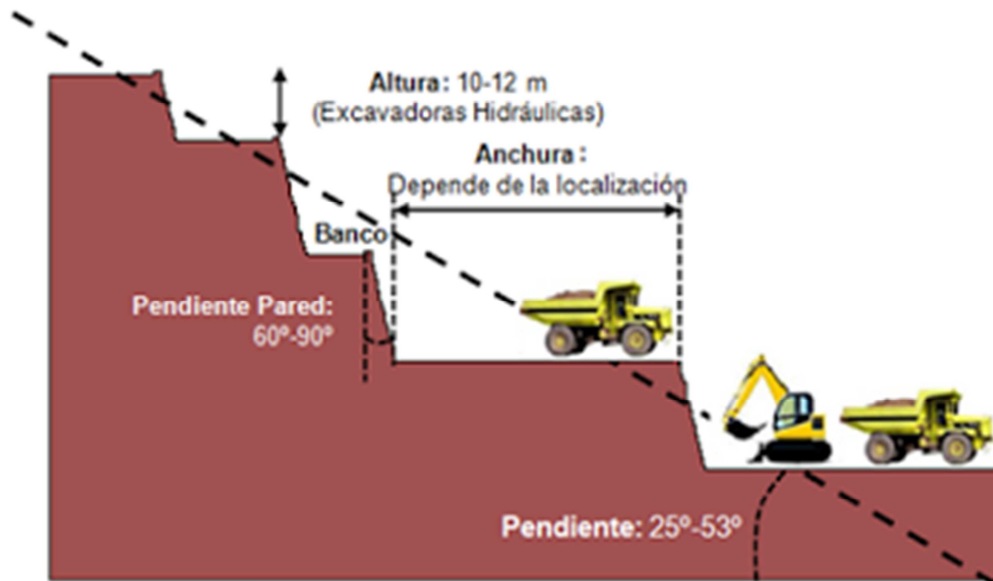 Altura: 10-12 m
(Excavadoras Hidráulicas)
Anchura:
Depende de la localización
Banco
Pendiente Pared:
60º-90º
Pendiente: 25º-53º